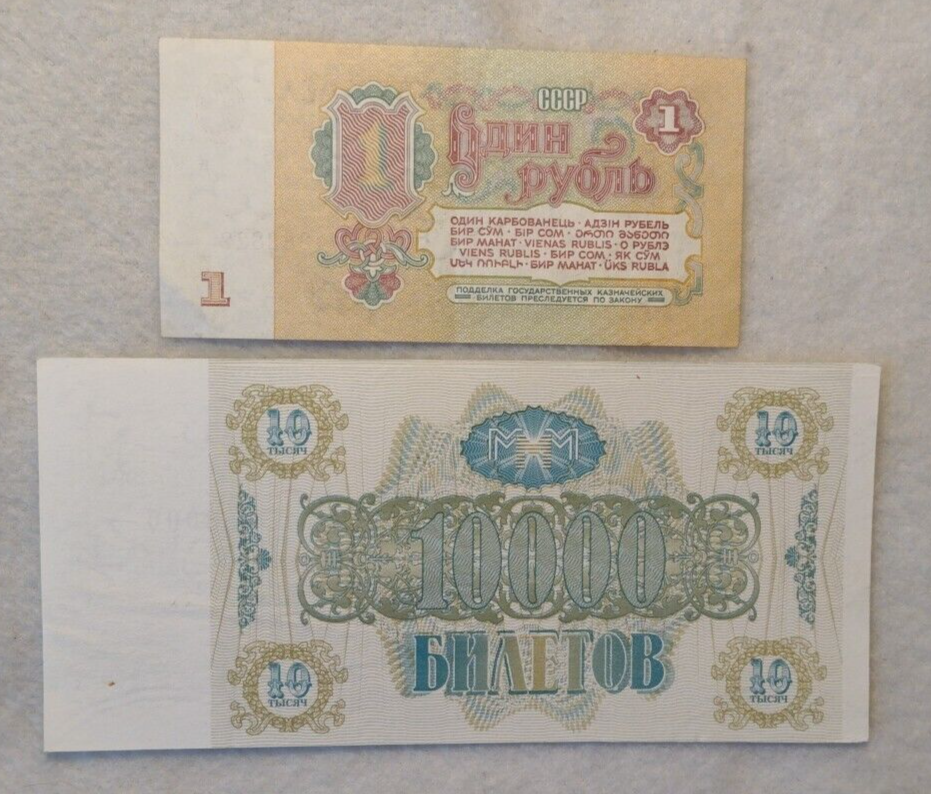 СССР
1
1
Один
рубль
ОДИН КАРБОВАНЕЦЬ · АДЗІН РУБЕЛЬ
БИР СЎМ · БІР СОМ · ᲔᲠᲗᲘ ᲛᲐᲜᲔᲗᲘ
БИР МАНАТ · VIENAS RUBLIS · О РУБЛЭ
VIENS RUBLIS · БИР СОМ · ЯК СЎМ
ՄԵԿ ՌՈՒԲԼԻ · БИР МАНАТ · ÜKS RUBLA
1
ПОДДЕЛКА ГОСУДАРСТВЕННЫХ КАЗНАЧЕЙСКИХ
БИЛЕТОВ ПРЕСЛЕДУЕТСЯ ПО ЗАКОНУ
10
ТЫСЯЧ
МММ
10
ТЫСЯЧ
10000
БИЛЕТОВ
10
ТЫСЯЧ
10
ТЫСЯЧ